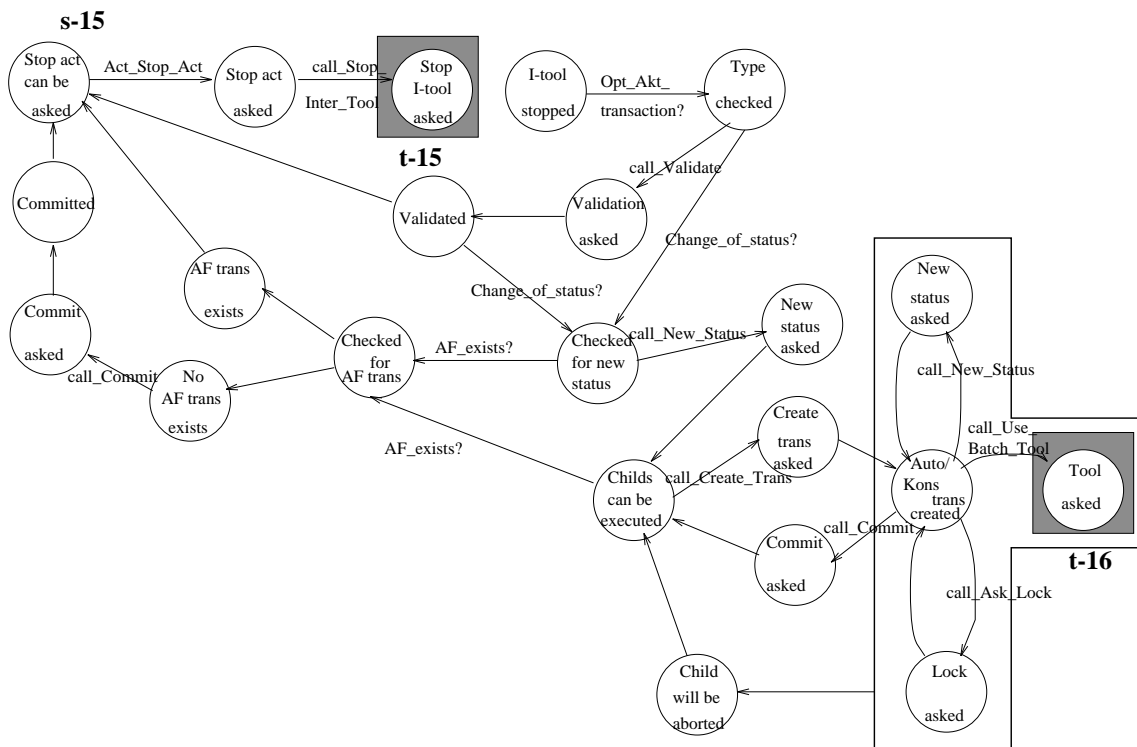 s-15
Stop act
can be
asked
Act_Stop_Act
Stop act
asked
call_Stop_
Inter_Tool
Stop
I-tool
asked
t-15
I-tool
stopped
Opt_Akt_
transaction?
Type
checked
call_Validate
Committed
Validated
Validation
asked
Change_of_status?
Change_of_status?
AF trans
exists
Commit
asked
call_Commit
No
AF trans
exists
Checked
for
AF trans
AF_exists?
Checked
for new
status
call_New_Status
New
status
asked
New
status
asked
call_New_Status
AF_exists?
Childs
can be
executed
call_Create_Trans
Create
trans
asked
Auto/
Kons
trans
created
call_Use_
Batch_Tool
Tool
asked
t-16
call_Commit
Commit
asked
call_Ask_Lock
Child
will be
aborted
Lock
asked